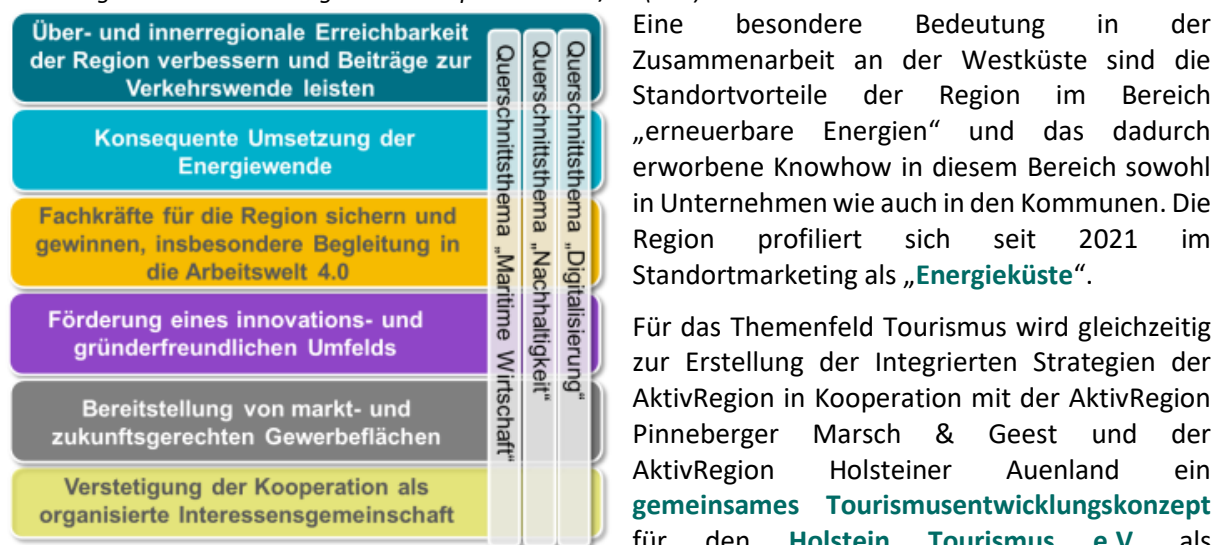 Über- und innerregionale Erreichbarkeit
der Region verbessern und Beiträge zur
Verkehrswende leisten
Konsequente Umsetzung der
Energiewende
Fachkräfte für die Region sichern und
gewinnen, insbesondere Begleitung in
die Arbeitswelt 4.0
Förderung eines innovations- und
gründerfreundlichen Umfelds
Bereitstellung von markt- und
zukunftsgerechten Gewerbeflächen
Verstetigung der Kooperation als
organisierte Interessensgemeinschaft
Querschnittsthema „Maritime Wirtschaft“
Querschnittsthema „Nachhaltigkeit“
Querschnittsthema „Digitalisierung“
Eine besondere Bedeutung in der
Zusammenarbeit an der Westküste sind die
Standortvorteile der Region im Bereich
„erneuerbare Energien“ und das dadurch
erworbene Knowhow in diesem Bereich sowohl
in Unternehmen wie auch in den Kommunen. Die
Region profiliert sich seit 2021 im
Standortmarketing als „Energieküste“.
Für das Themenfeld Tourismus wird gleichzeitig
zur Erstellung der Integrierten Strategien der
AktivRegion in Kooperation mit der AktivRegion
Pinneberger Marsch & Geest und der
AktivRegion Holsteiner Auenland ein
gemeinsames Tourismusentwicklungskonzept
für den Holstein Tourismus e.V. als